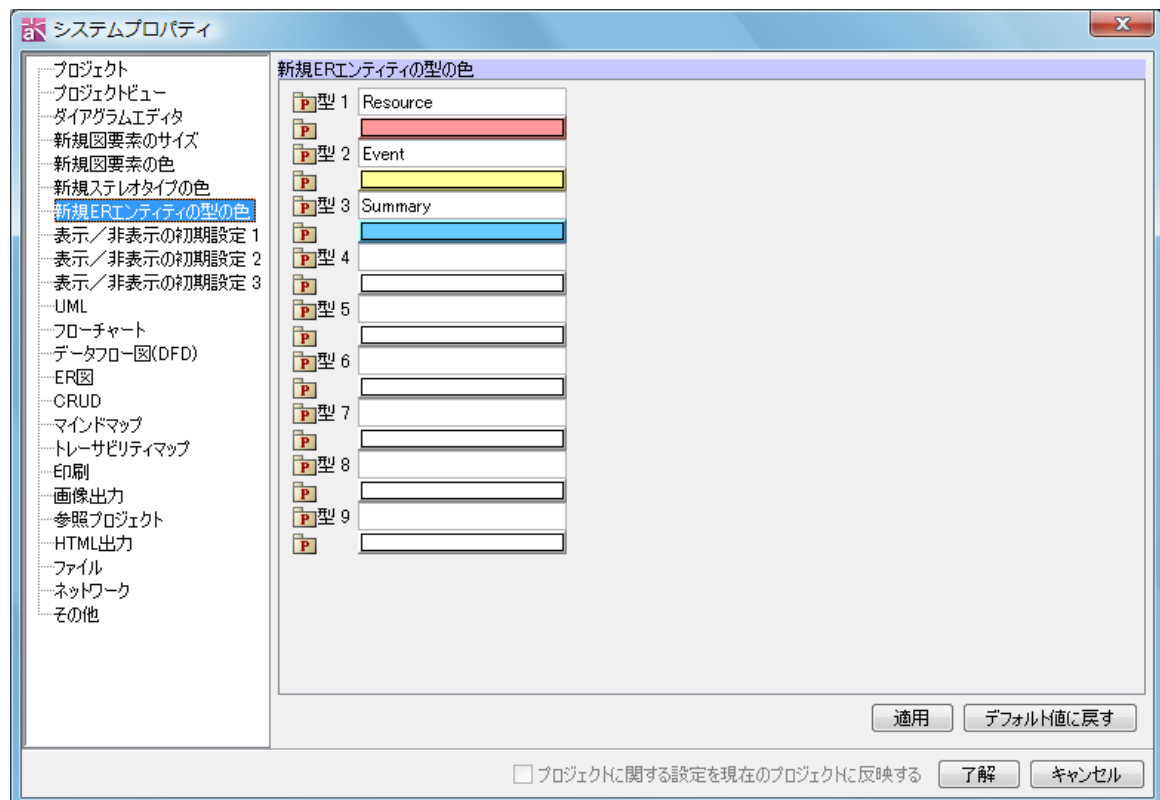 システムプロパティ
プロジェクト
プロジェクトビュー
ダイアグラムエディタ
新規図要素のサイズ
新規図要素の色
新規ステレオタイプの色
新規ERエンティティの型の色
表示／非表示の初期設定 1
表示／非表示の初期設定 2
表示／非表示の初期設定 3
UML
フローチャート
データフロー図(DFD)
ER図
CRUD
マインドマップ
トレーサビリティマップ
印刷
画像出力
参照プロジェクト
HTML出力
ファイル
ネットワーク
その他
新規ERエンティティの型の色
P 型 1 Resource
P
P 型 2 Event
P
P 型 3 Summary
P
P 型 4
P
P 型 5
P
P 型 6
P
P 型 7
P
P 型 8
P
P 型 9
P
適用 デフォルト値に戻す
プロジェクトに関する設定を現在のプロジェクトに反映する 了解 キャンセル